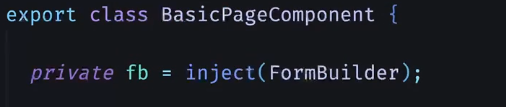 export class BasicPageComponent {
private fb = inject(FormBuilder);